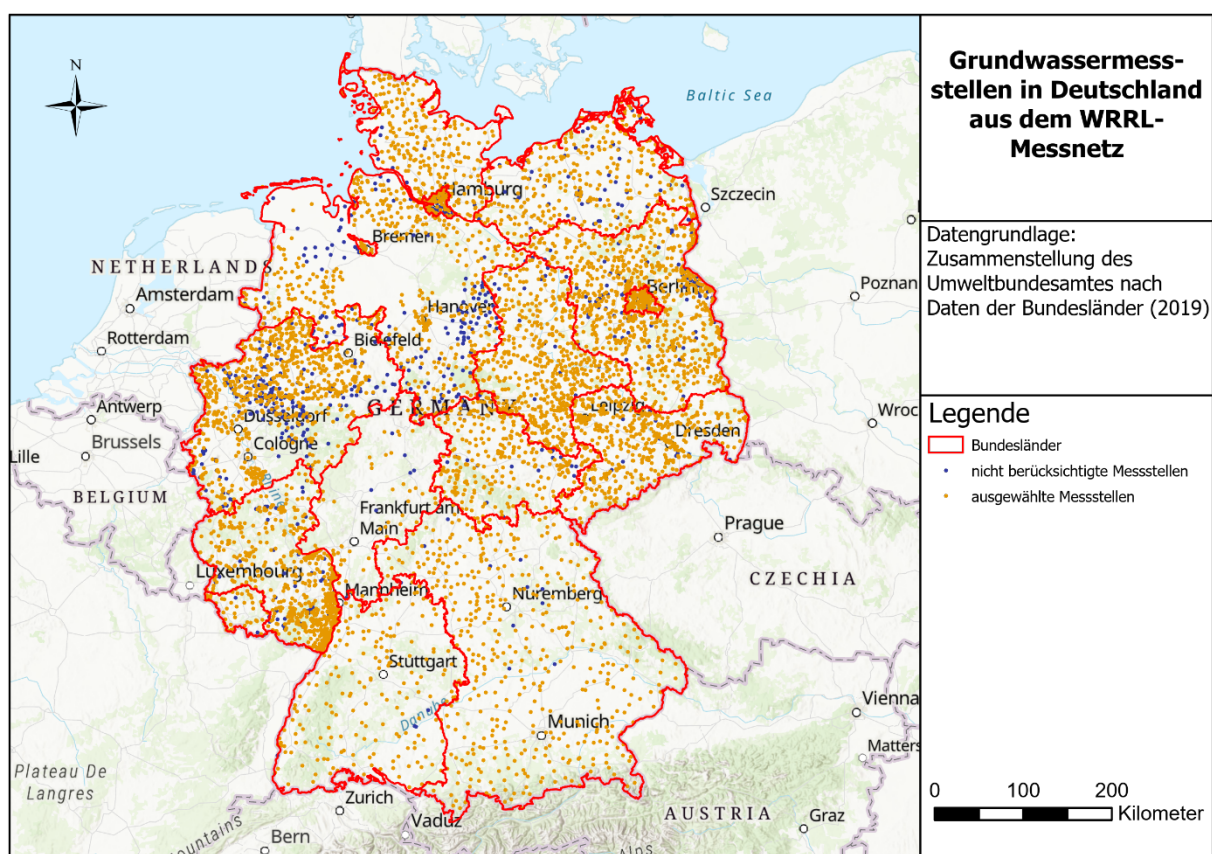 N
Baltic Sea
Hamburg
Szczecin
Bremen
NETHERLANDS
Amsterdam
Berlin
Poznan
Hanover
Rotterdam
Bielefeld
Antwerp
Düsseldorf
GERMANY
Leipzig
Wroc
Brussels
Cologne
Dresden
Lille
BELGIUM
Frankfurt am
Main
Prague
Luxembourg
CZECHIA
Mannheim
Nuremberg
Stuttgart
Danube
Vienna
Munich
Matters
Plateau De
Langres
Zurich
AUSTRIA
Graz
Vaduz
Bern
Mountains
Alps
Grundwassermess-
stellen in Deutschland
aus dem WRRL-
Messnetz
Datengrundlage:
Zusammenstellung des
Umweltbundesamtes nach
Daten der Bundesländer (2019)
Legende
Bundesländer
nicht berücksichtigte Messstellen
ausgewählte Messstellen
0 100 200
Kilometer